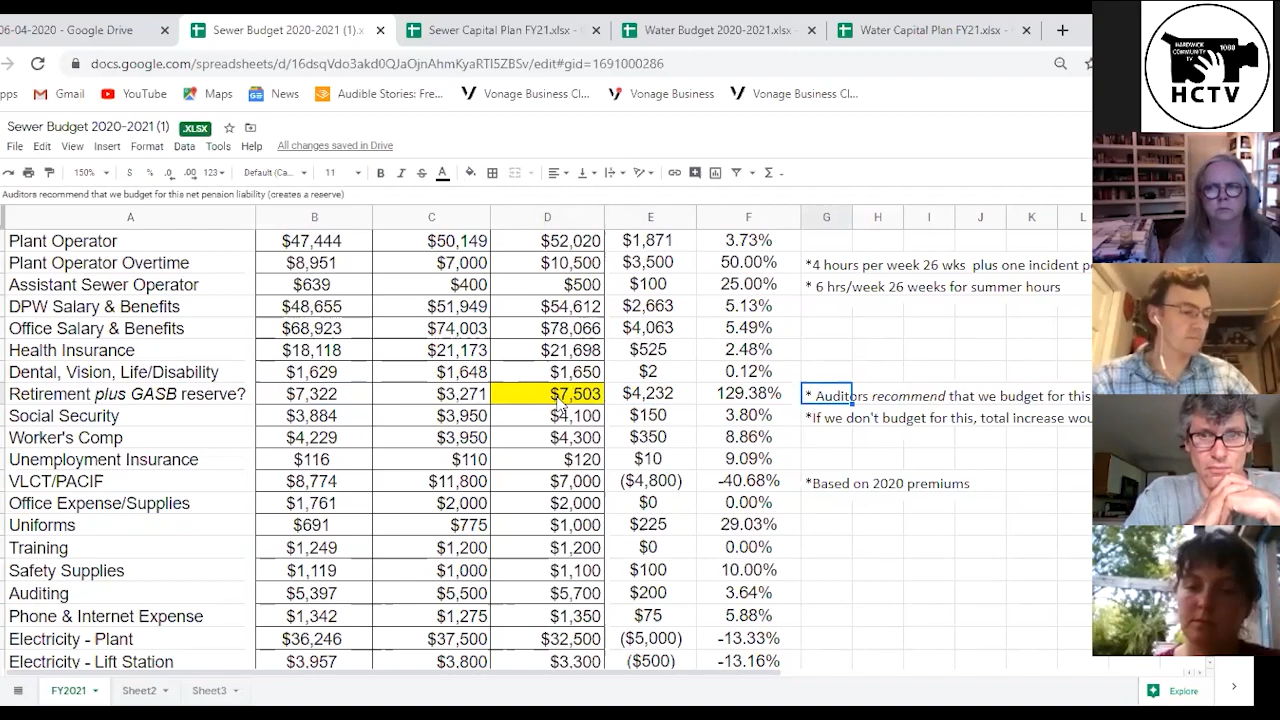 06-04-2020 - Google Drive × Sewer Budget 2020-2021 (1).x × Sewer Capital Plan FY21.xlsx - × Water Budget 2020-2021.xlsx - × Water Capital Plan FY21.xlsx - × +
docs.google.com/spreadsheets/d/
/edit#gid=1691000286
pps Gmail YouTube Maps News Audible Stories: Fre... Vonage Business Cl... Vonage Business Vonage Business Cl...
Sewer Budget 2020-2021 (1) .XLSX
File Edit View Insert Format Data Tools Help All changes saved in Drive
150% $ % .0 .00 123 Default (Ca... 11 B I S A
Auditors recommend that we budget for this net pension liability (creates a reserve)
A B C D E F G H I J K L
Plant Operator $47,444 $50,149 $52,020 $1,871 3.73%
Plant Operator Overtime $8,951 $7,000 $10,500 $3,500 50.00% *4 hours per week 26 wks plus one incident pe
Assistant Sewer Operator $639 $400 $500 $100 25.00% * 6 hrs/week 26 weeks for summer hours
DPW Salary & Benefits $48,655 $51,949 $54,612 $2,663 5.13%
Office Salary & Benefits $68,923 $74,003 $78,066 $4,063 5.49%
Health Insurance $18,118 $21,173 $21,698 $525 2.48%
Dental, Vision, Life/Disability $1,629 $1,648 $1,650 $2 0.12%
Retirement plus GASB reserve? $7,322 $3,271 $7,503 $4,232 129.38% * Auditors recommend that we budget for this
Social Security $3,884 $3,950 $4,100 $150 3.80% *If we don't budget for this, total increase wou
Worker's Comp $4,229 $3,950 $4,300 $350 8.86%
Unemployment Insurance $116 $110 $120 $10 9.09%
VLCT/PACIF $8,774 $11,800 $7,000 ($4,800) -40.68% *Based on 2020 premiums
Office Expense/Supplies $1,761 $2,000 $2,000 $0 0.00%
Uniforms $691 $775 $1,000 $225 29.03%
Training $1,249 $1,200 $1,200 $0 0.00%
Safety Supplies $1,119 $1,000 $1,100 $100 10.00%
Auditing $5,397 $5,500 $5,700 $200 3.64%
Phone & Internet Expense $1,342 $1,275 $1,350 $75 5.88%
Electricity - Plant $36,246 $37,500 $32,500 ($5,000) -13.33%
Electricity - Lift Station $3,957 $3,800 $3,300 ($500) -13.16%
FY2021 Sheet2 Sheet3 Explore
HARDWICK
COMMUNITY
TV
1088
HCTV